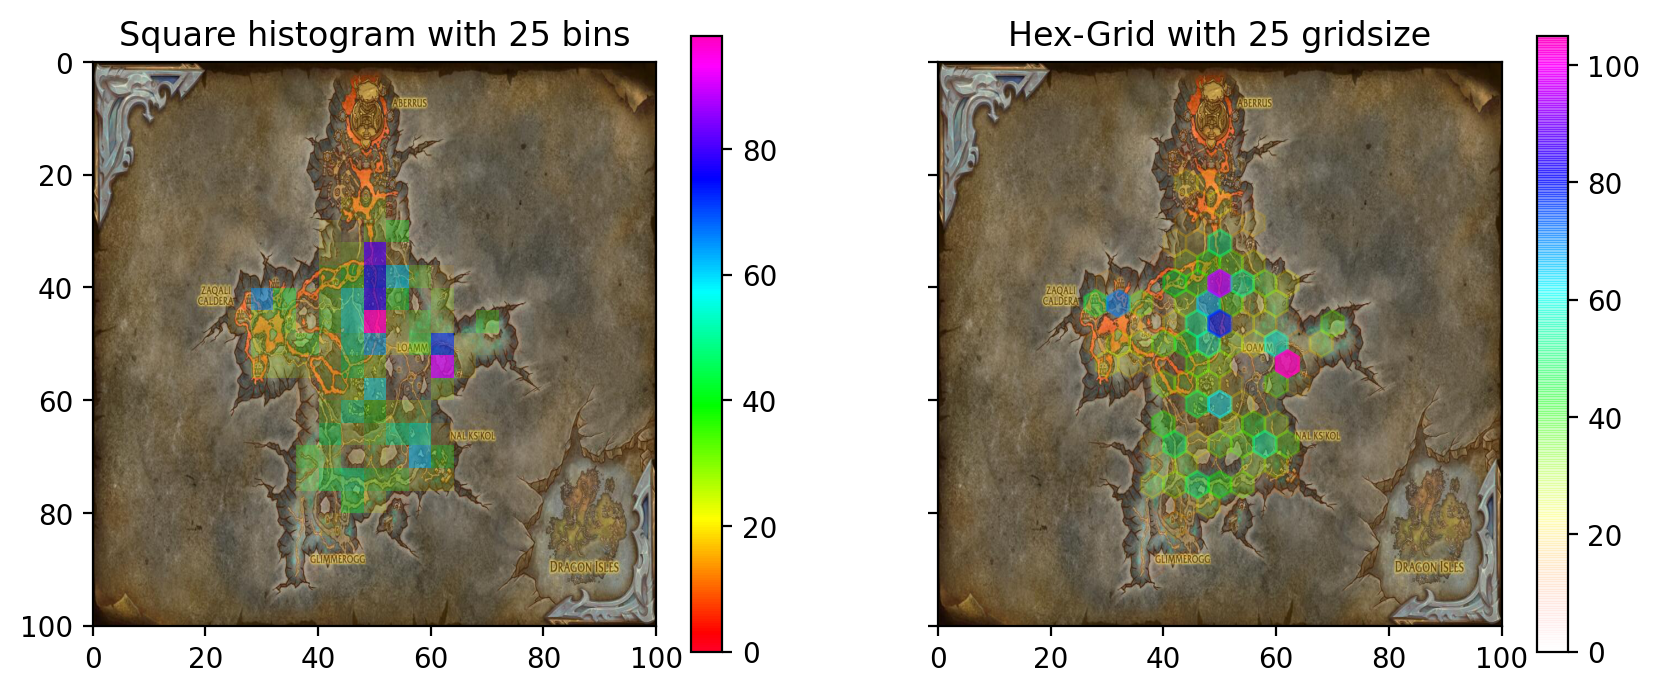 Square histogram with 25 bins
0
20
40
60
80
100
0
20
40
60
80
100
ABERRUS
ZAQALI
CALDERA
LOAMM
NAL KS'KOL
GLIMMEROGG
DRAGON ISLES
80
60
40
20
0
Hex-Grid with 25 gridsize
0
20
40
60
80
100
ABERRUS
ZAQALI
CALDERA
LOAMM
NAL KS'KOL
GLIMMEROGG
DRAGON ISLES
100
80
60
40
20
0